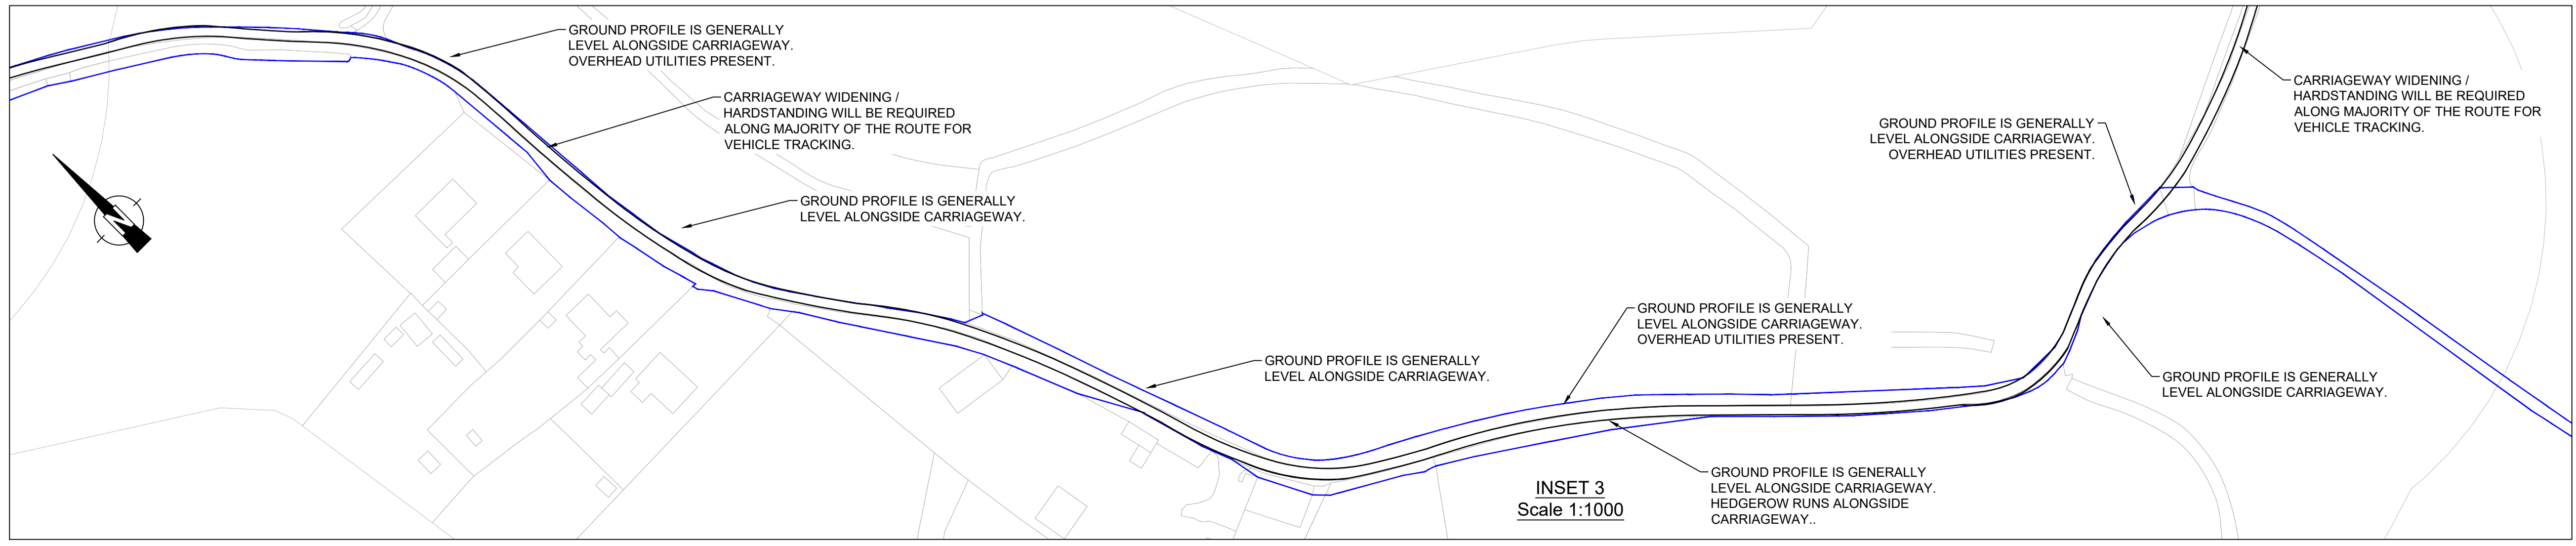 GROUND PROFILE IS GENERALLY
LEVEL ALONGSIDE CARRIAGEWAY.
OVERHEAD UTILITIES PRESENT.
CARRIAGEWAY WIDENING /
HARDSTANDING WILL BE REQUIRED
ALONG MAJORITY OF THE ROUTE FOR
VEHICLE TRACKING.
GROUND PROFILE IS GENERALLY
LEVEL ALONGSIDE CARRIAGEWAY.
GROUND PROFILE IS GENERALLY
LEVEL ALONGSIDE CARRIAGEWAY.
GROUND PROFILE IS GENERALLY
LEVEL ALONGSIDE CARRIAGEWAY.
OVERHEAD UTILITIES PRESENT.
GROUND PROFILE IS GENERALLY
LEVEL ALONGSIDE CARRIAGEWAY.
HEDGEROW RUNS ALONGSIDE
CARRIAGEWAY..
GROUND PROFILE IS GENERALLY
LEVEL ALONGSIDE CARRIAGEWAY.
OVERHEAD UTILITIES PRESENT.
CARRIAGEWAY WIDENING /
HARDSTANDING WILL BE REQUIRED
ALONG MAJORITY OF THE ROUTE FOR
VEHICLE TRACKING.
GROUND PROFILE IS GENERALLY
LEVEL ALONGSIDE CARRIAGEWAY.
INSET 3
Scale 1:1000
N